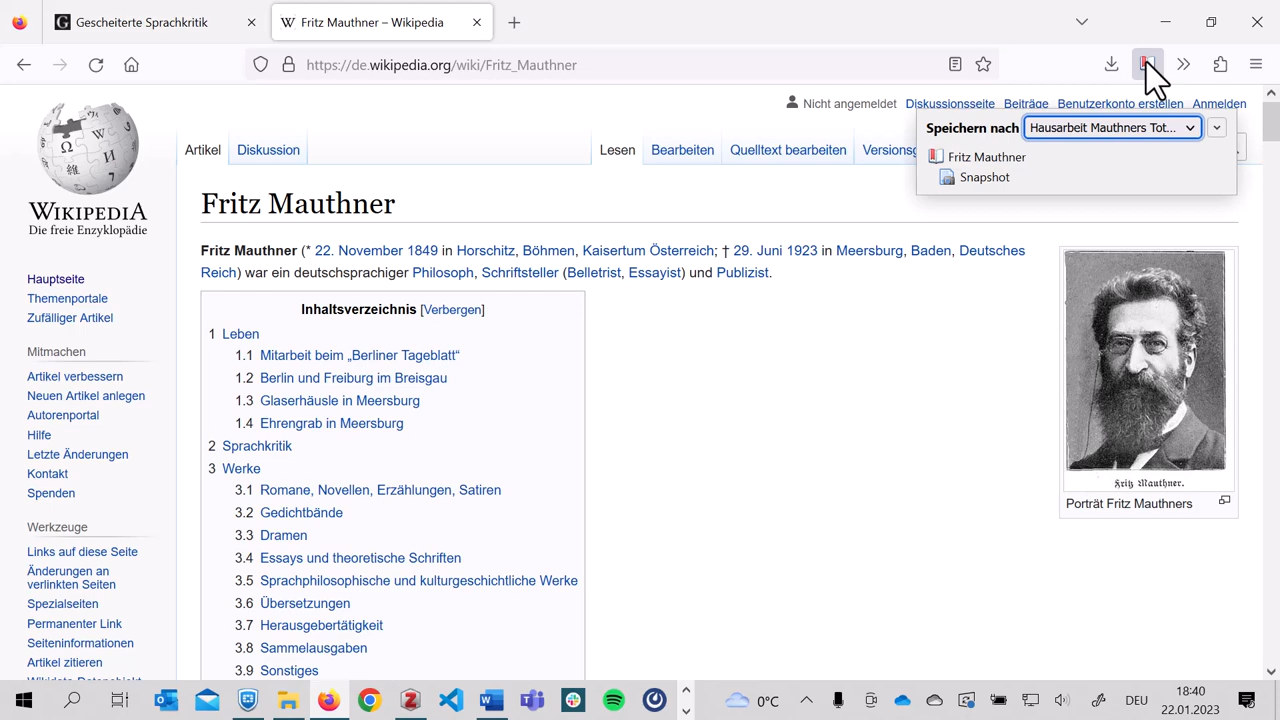 Gescheiterte Sprachkritik
Fritz Mauthner – Wikipedia
https://de.wikipedia.org/wiki/Fritz_Mauthner
Nicht angemeldet Diskussionsseite Beiträge Benutzerkonto erstellen Anmelden
Speichern nach Hausarbeit Mauthners Tot...
Fritz Mauthner
Snapshot
WIKIPEDIA
Die freie Enzyklopädie
Artikel Diskussion Lesen Bearbeiten Quelltext bearbeiten Versionsg
Hauptseite
Themenportale
Zufälliger Artikel
Mitmachen
Artikel verbessern
Neuen Artikel anlegen
Autorenportal
Hilfe
Letzte Änderungen
Kontakt
Spenden
Werkzeuge
Links auf diese Seite
Änderungen an
verlinkten Seiten
Spezialseiten
Permanenter Link
Seiteninformationen
Artikel zitieren
Wikidata-Datenobjekt
Fritz Mauthner
Fritz Mauthner (* 22. November 1849 in Horschitz, Böhmen, Kaisertum Österreich; † 29. Juni 1923 in Meersburg, Baden, Deutsches
Reich) war ein deutschsprachiger Philosoph, Schriftsteller (Belletrist, Essayist) und Publizist.
Inhaltsverzeichnis [Verbergen]
1 Leben
1.1 Mitarbeit beim „Berliner Tageblatt“
1.2 Berlin und Freiburg im Breisgau
1.3 Glaserhäusle in Meersburg
1.4 Ehrengrab in Meersburg
2 Sprachkritik
3 Werke
3.1 Romane, Novellen, Erzählungen, Satiren
3.2 Gedichtbände
3.3 Dramen
3.4 Essays und theoretische Schriften
3.5 Sprachphilosophische und kulturgeschichtliche Werke
3.6 Übersetzungen
3.7 Herausgebertätigkeit
3.8 Sammelausgaben
3.9 Sonstiges
Fritz Mauthner.
Porträt Fritz Mauthners
0°C
DEU
18:40
22.01.2023